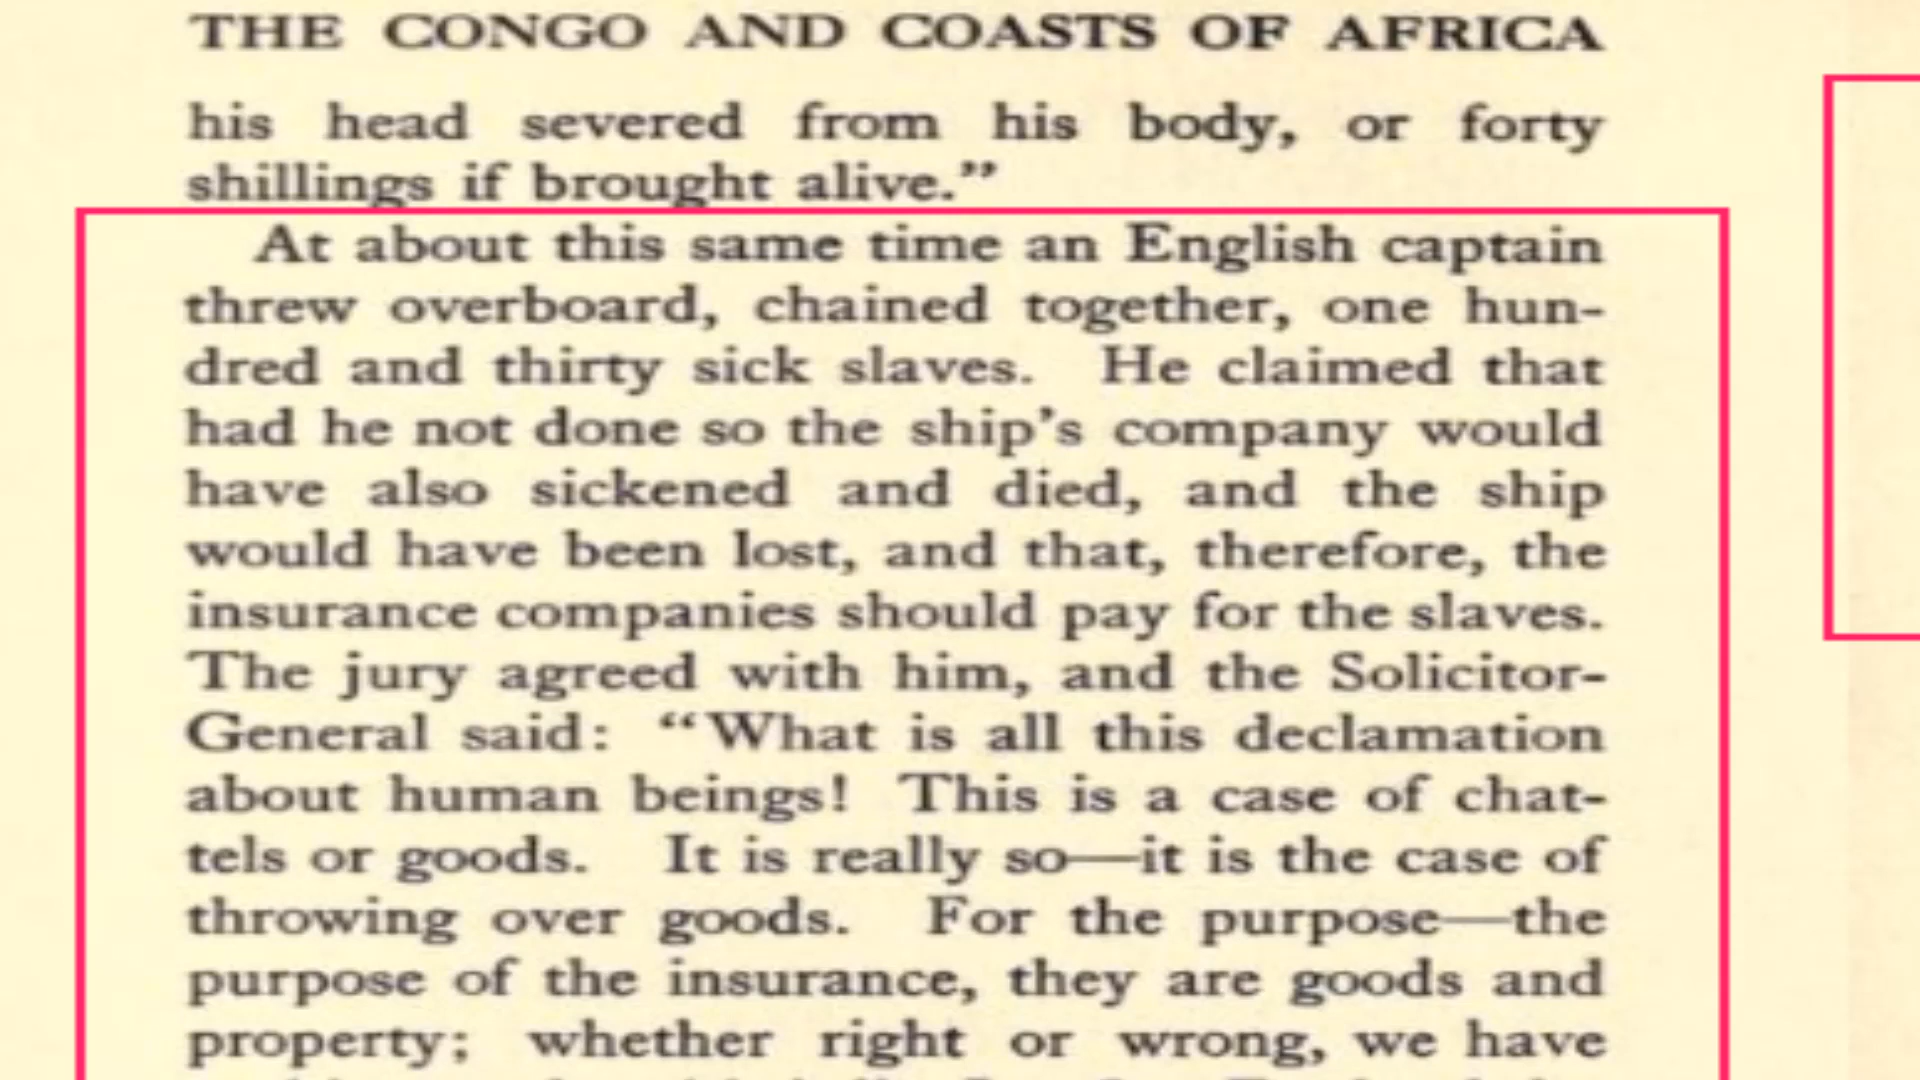 THE CONGO AND COASTS OF AFRICA
his head severed from his body, or forty
shillings if brought alive.”
At about this same time an English captain
threw overboard, chained together, one hun-
dred and thirty sick slaves. He claimed that
had he not done so the ship’s company would
have also sickened and died, and the ship
would have been lost, and that, therefore, the
insurance companies should pay for the slaves.
The jury agreed with him, and the Solicitor-
General said: “What is all this declamation
about human beings! This is a case of chat-
tels or goods. It is really so—it is the case of
throwing over goods. For the purpose—the
purpose of the insurance, they are goods and
property; whether right or wrong, we have